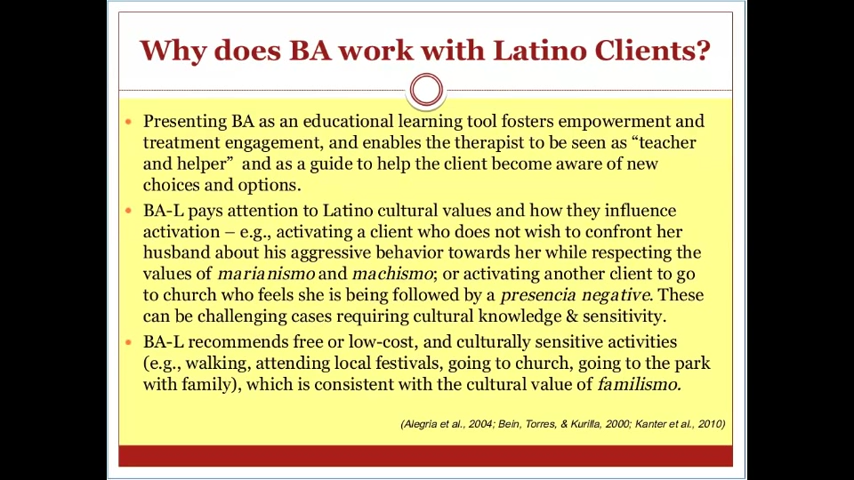 Why does BA work with Latino Clients?
• Presenting BA as an educational learning tool fosters empowerment and
treatment engagement, and enables the therapist to be seen as “teacher
and helper” and as a guide to help the client become aware of new
choices and options.
• BA-L pays attention to Latino cultural values and how they influence
activation – e.g., activating a client who does not wish to confront her
husband about his aggressive behavior towards her while respecting the
values of marianismo and machismo; or activating another client to go
to church who feels she is being followed by a presencia negative. These
can be challenging cases requiring cultural knowledge & sensitivity.
• BA-L recommends free or low-cost, and culturally sensitive activities
(e.g., walking, attending local festivals, going to church, going to the park
with family), which is consistent with the cultural value of familismo.
(Alegria et al., 2004; Bein, Torres, & Kurilla, 2000; Kanter et al., 2010)